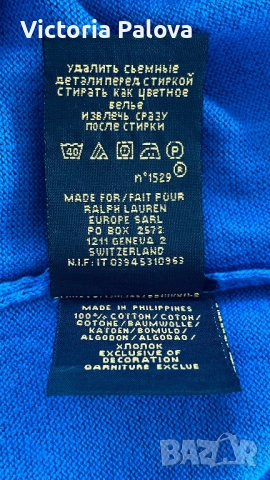 Victoria Palova
УДАЛИТЬ СЪЕМНЫЕ
ДЕТАЛИ ПЕРЕД СТИРКОЙ
СТИРАТЬ КАК ЦВЕТНОЕ
БЕЛЬЕ
ИЗВЛЕЧЬ СРАЗУ
ПОСЛЕ СТИРКИ
40 P
n°1529 ®
MADE FOR/FAIT POUR
RALPH LAUREN
EUROPE SARL
PO BOX 2572
1211 GENEVA 2
SWITZERLAND
N.I.F: IT 03945310963
MADE IN PHILIPPINES
100% COTTON/COTON/
COTONE/BAUMWOLLE/
KATOEN/BOMULD/
ALGODON/ALGODAO/
ХЛОПОК
EXCLUSIVE OF
DECORATION
GARNITURE EXCLUE
BAZAR